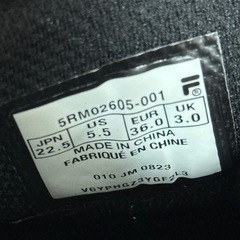 5RM02605-001
JPN US EUR UK
22.5 5.5 36.0 3.0
MADE IN CHINA
FABRIQUÉ EN CHINE
010 JM 0823